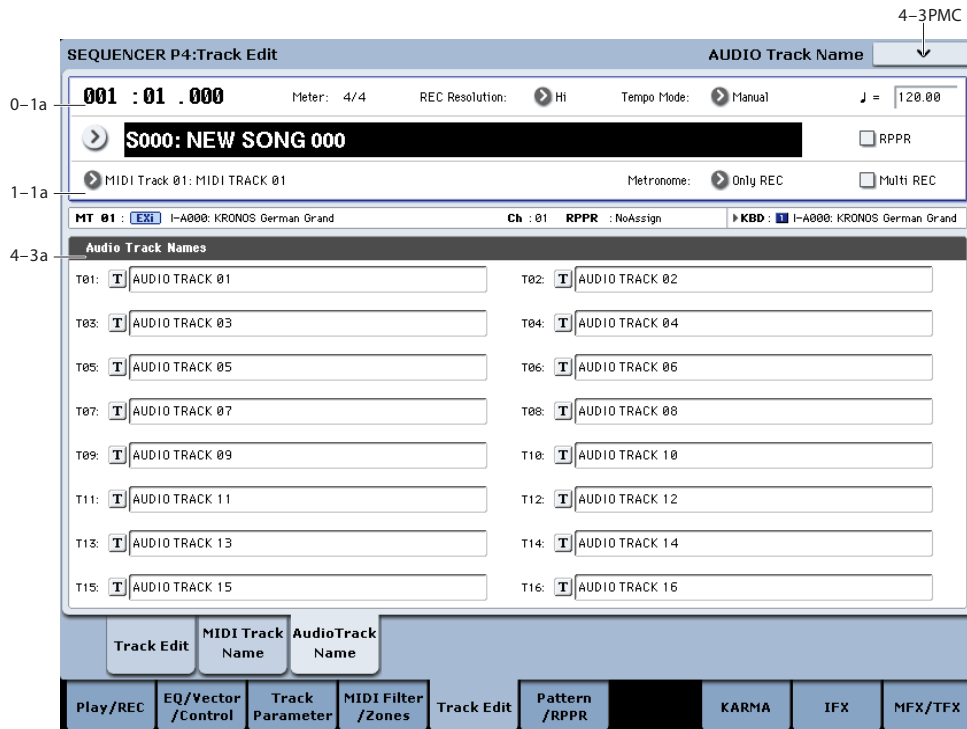 4–3PMC
SEQUENCER P4:Track Edit AUDIO Track Name
0–1a
001 :01 .000 Meter: 4/4 REC Resolution: Hi Tempo Mode: Manual ♩ = 120.00
S000: NEW SONG 000 RPPR
1–1a
MIDI Track 01: MIDI TRACK 01 Metronome: Only REC Multi REC
MT 01 : EXi I-A000: KRONOS German Grand Ch :01 RPPR : NoAssign KBD : 1 I-A000: KRONOS German Grand
4–3a
Audio Track Names
T01: T AUDIO TRACK 01 T02: T AUDIO TRACK 02
T03: T AUDIO TRACK 03 T04: T AUDIO TRACK 04
T05: T AUDIO TRACK 05 T06: T AUDIO TRACK 06
T07: T AUDIO TRACK 07 T08: T AUDIO TRACK 08
T09: T AUDIO TRACK 09 T10: T AUDIO TRACK 10
T11: T AUDIO TRACK 11 T12: T AUDIO TRACK 12
T13: T AUDIO TRACK 13 T14: T AUDIO TRACK 14
T15: T AUDIO TRACK 15 T16: T AUDIO TRACK 16
Track Edit MIDI Track Name AudioTrack Name
Play/REC EQ/Vector /Control Track Parameter MIDI Filter /Zones Track Edit Pattern /RPPR KARMA IFX MFX/TFX